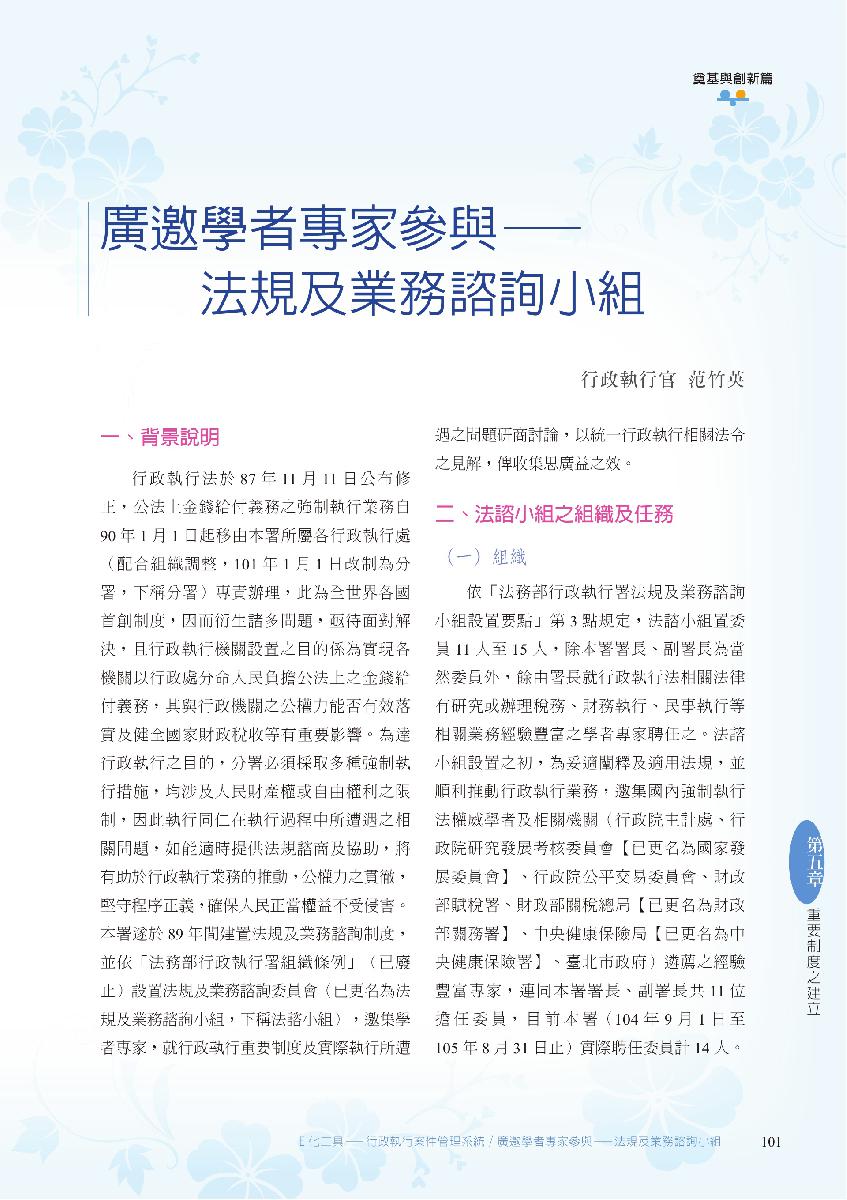 奠基與創新篇
廣邀學者專家參與——
法規及業務諮詢小組
行政執行官 范竹英
一、背景說明
行政執行法於 87 年 11 月 11 日公布修
正，公法上金錢給付義務之強制執行業務自
90 年 1 月 1 日起移由本署所屬各行政執行處
（配合組織調整，101 年 1 月 1 日改制為分
署，下稱分署）專責辦理，此為全世界各國
首創制度，因而衍生諸多問題，亟待面對解
決，且行政執行機關設置之目的係為實現各
機關以行政處分命人民負擔公法上之金錢給
付義務，其與行政機關之公權力能否有效落
實及健全國家財政稅收等有重要影響。為達
行政執行之目的，分署必須採取多種強制執
行措施，均涉及人民財產權或自由權利之限
制，因此執行同仁在執行過程中所遭遇之相
關問題，如能適時提供法規諮商及協助，將
有助於行政執行業務的推動，公權力之貫徹，
堅守程序正義，確保人民正當權益不受侵害。
本署遂於 89 年間建置法規及業務諮詢制度，
並依「法務部行政執行署組織條例」（已廢
止）設置法規及業務諮詢委員會（已更名為法
規及業務諮詢小組，下稱法諮小組），邀集學
者專家，就行政執行重要制度及實際執行所遭
遇之問題研商討論，以統一行政執行相關法令
之見解，俾收集思廣益之效。
二、法諮小組之組織及任務
（一）組織
依「法務部行政執行署法規及業務諮詢
小組設置要點」第 3 點規定，法諮小組置委
員 11 人至 15 人，除本署署長、副署長為當
然委員外，餘由署長就行政執行法相關法律
有研究或辦理稅務、財務執行、民事執行等
相關業務經驗豐富之學者專家聘任之。法諮
小組設置之初，為妥適闡釋及適用法規，並
順利推動行政執行業務，邀集國內強制執行
法權威學者及相關機關（行政院主計處、行
政院研究發展考核委員會【已更名為國家發
展委員會】、行政院公平交易委員會、財政
部賦稅署、財政部關稅總局【已更名為財政
部關務署】、中央健康保險局【已更名為中
央健康保險署】、臺北市政府）遴薦之經驗
豐富專家，連同本署署長、副署長共 11 位
擔任委員，目前本署（104 年 9 月 1 日至
105 年 8 月 31 日止）實際聘任委員計 14 人。
第五章
重要制度之建立
E 化工具——行政執行案件管理系統 / 廣邀學者專家參與——法規及業務諮詢小組
101